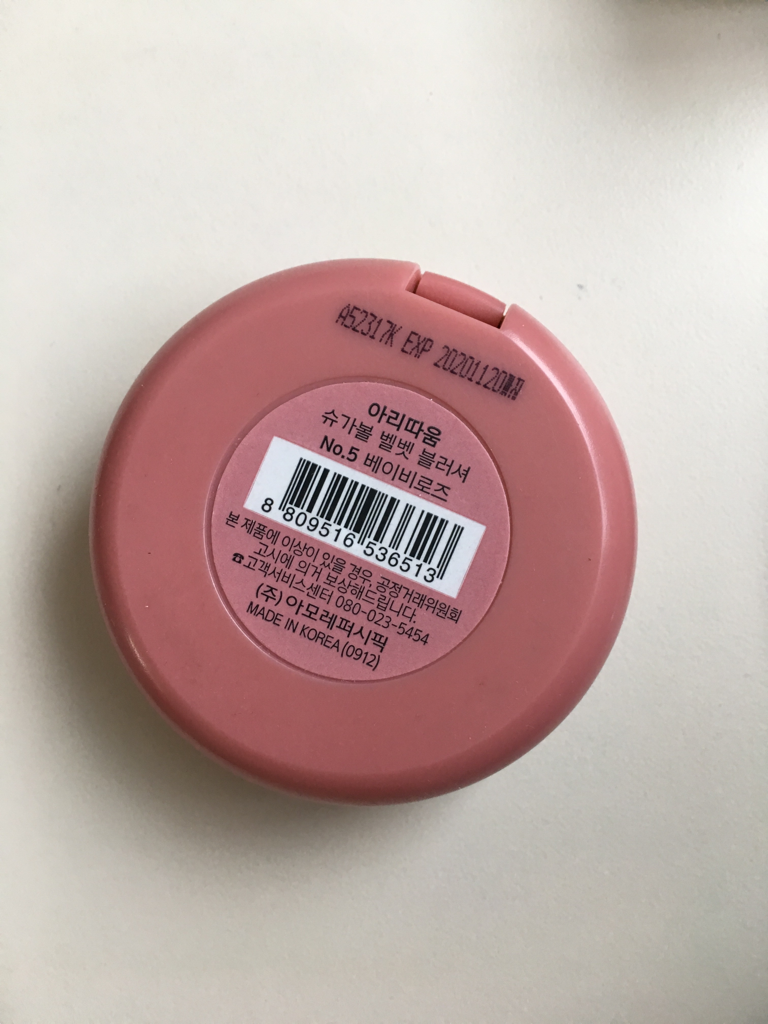 A52317K EXP 20201120까지
아리따움
슈가볼 벨벳 블러셔
No.5 베이비로즈
8 809516 536513
본 제품에 이상이 있을 경우, 공정거래위원회
고시에 의거 보상해드립니다.
☎고객서비스센터 080-023-5454
(주) 아모레퍼시픽
MADE IN KOREA(0912)